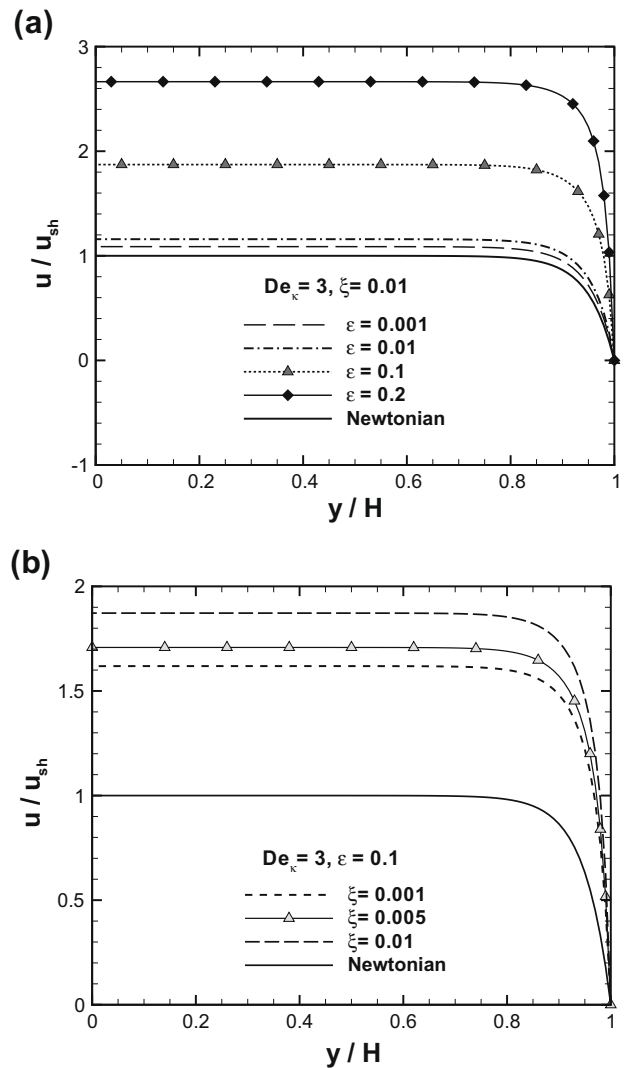 (a)
3
2
1
0
-1
u / u_sh
De_κ = 3, ξ= 0.01
ε = 0.001
ε = 0.01
ε = 0.1
ε = 0.2
Newtonian
0 0.2 0.4 0.6 0.8 1
y / H
(b)
2
1.5
1
0.5
0
u / u_sh
De_κ = 3, ε = 0.1
ξ= 0.001
ξ= 0.005
ξ= 0.01
Newtonian
0 0.2 0.4 0.6 0.8 1
y / H